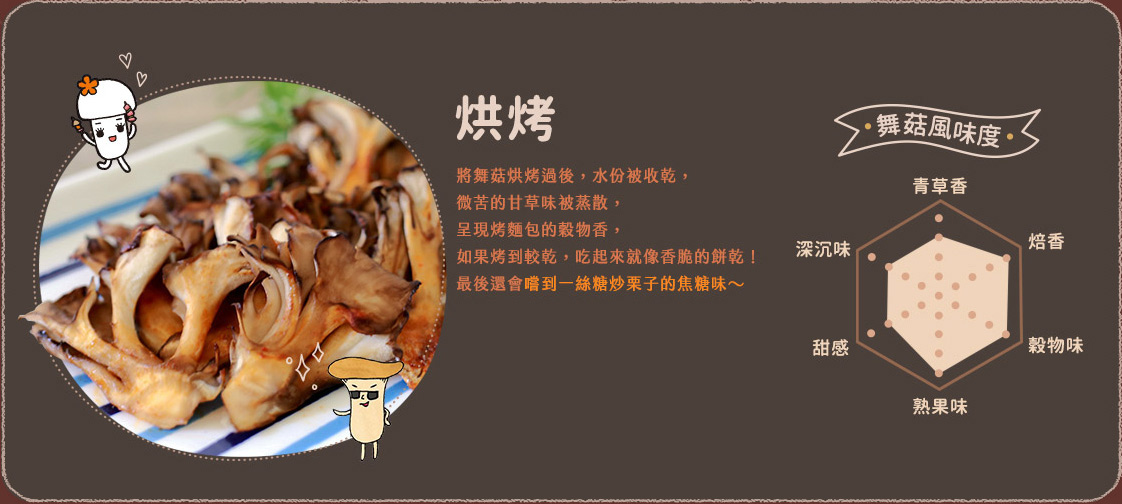 烘烤
將舞菇烘烤過後，水份被收乾，
微苦的甘草味被蒸散，
呈現烤麵包的穀物香，
如果烤到較乾，吃起來就像香脆的餅乾！
最後還會嚐到一絲糖炒栗子的焦糖味～
舞菇風味度
青草香
焙香
穀物味
熟果味
甜感
深沉味